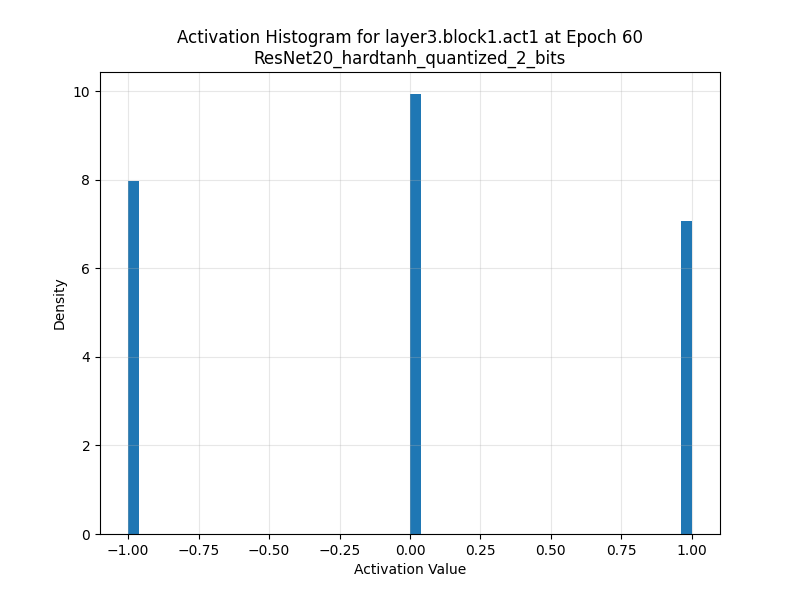 Activation Histogram for layer3.block1.act1 at Epoch 60
ResNet20_hardtanh_quantized_2_bits
10
8
6
4
2
0
Density
−1.00 −0.75 −0.50 −0.25 0.00 0.25 0.50 0.75 1.00
Activation Value